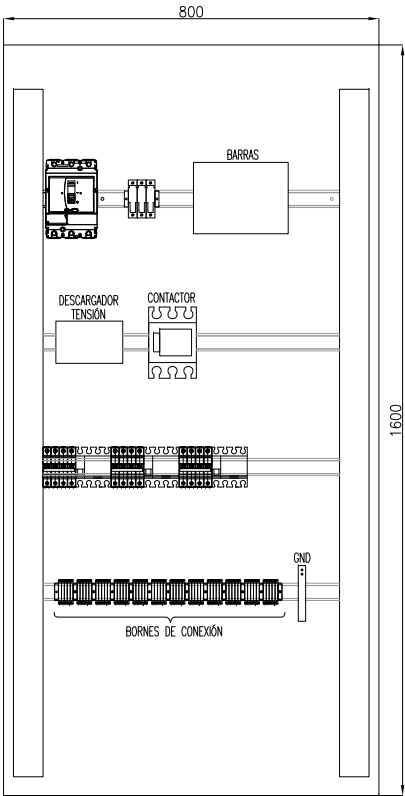 800
BARRAS
DESCARGADOR
TENSIÓN
CONTACTOR
1600
GND
BORNES DE CONEXIÓN